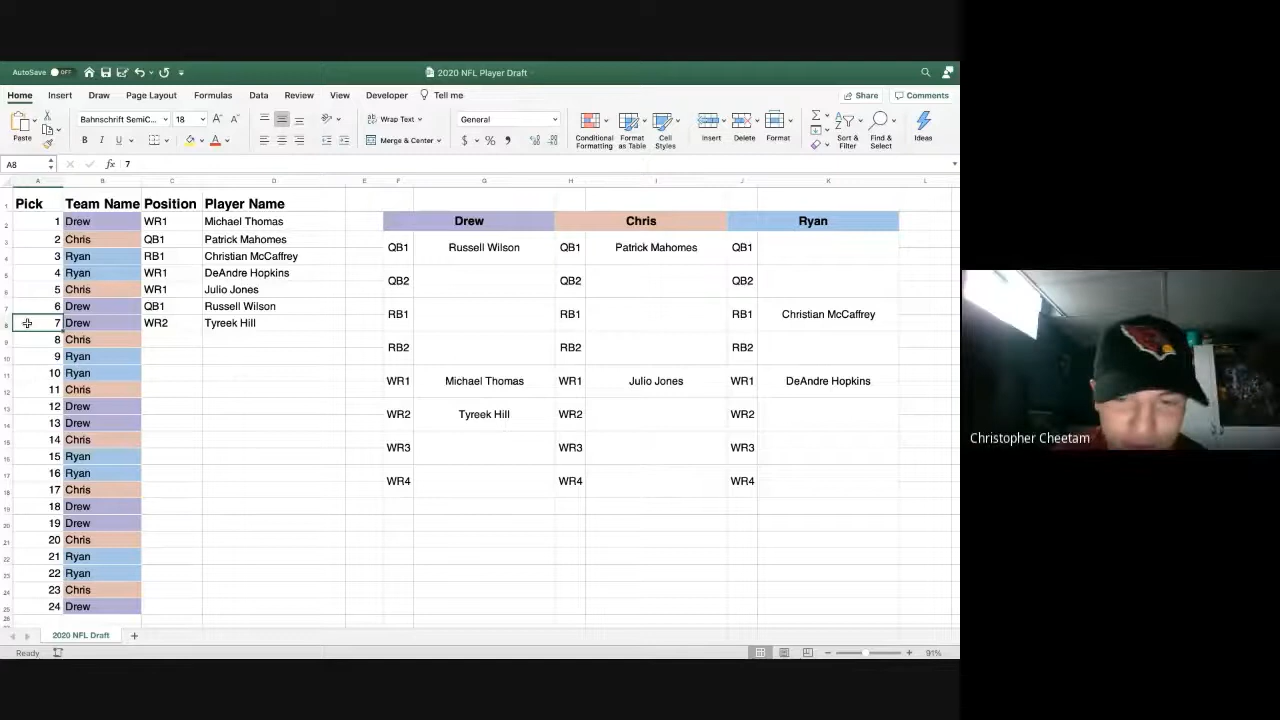 AutoSave OFF
2020 NFL Player Draft
Home Insert Draw Page Layout Formulas Data Review View Developer Tell me Share Comments
Paste Bahnschrift SemiC... 18 A^ A˅ Wrap Text General Conditional Formatting Format as Table Cell Styles Insert Delete Format Sort & Filter Find & Select Ideas
B I U A Merge & Center $ % 9
A8 fx 7
A B C D E F G H I J K L
Pick Team Name Position Player Name
1 Drew WR1 Michael Thomas Drew Chris Ryan
2 Chris QB1 Patrick Mahomes QB1 Russell Wilson QB1 Patrick Mahomes QB1
3 Ryan RB1 Christian McCaffrey
4 Ryan WR1 DeAndre Hopkins QB2 QB2 QB2
5 Chris WR1 Julio Jones
6 Drew QB1 Russell Wilson RB1 RB1 RB1 Christian McCaffrey
7 Drew WR2 Tyreek Hill
8 Chris RB2 RB2 RB2
9 Ryan
10 Ryan WR1 Michael Thomas WR1 Julio Jones WR1 DeAndre Hopkins
11 Chris
12 Drew WR2 Tyreek Hill WR2 WR2
13 Drew
14 Chris WR3 WR3 WR3
15 Ryan
16 Ryan WR4 WR4 WR4
17 Chris
18 Drew
19 Drew
20 Chris
21 Ryan
22 Ryan
23 Chris
24 Drew
2020 NFL Draft +
Ready 91%
Christopher Cheetam